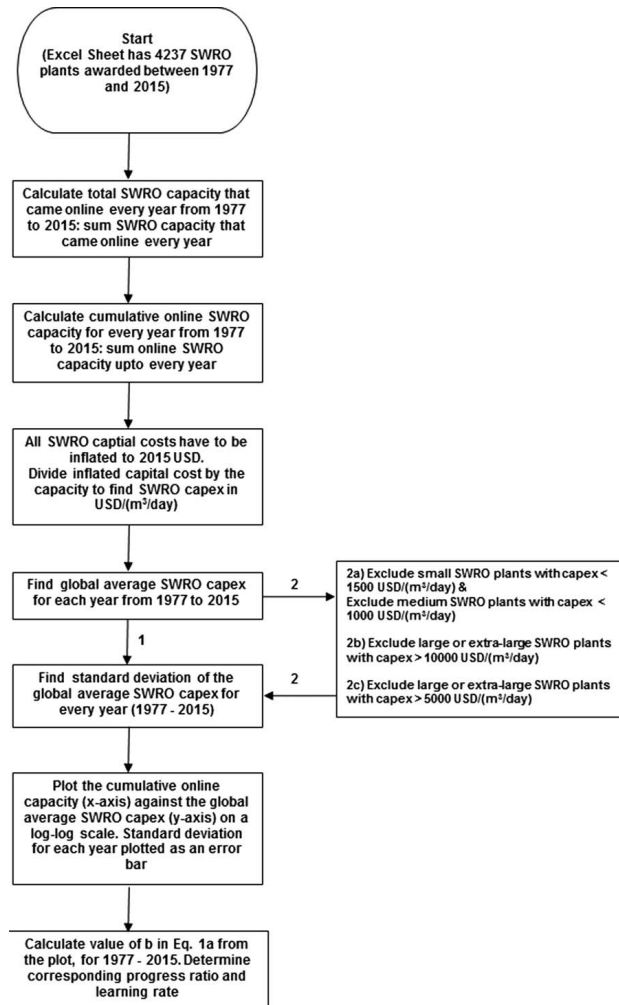 Start
(Excel Sheet has 4237 SWRO
plants awarded between 1977
and 2015)
Calculate total SWRO capacity that
came online every year from 1977
to 2015: sum SWRO capacity that
came online every year
Calculate cumulative online SWRO
capacity for every year from 1977
to 2015: sum online SWRO
capacity upto every year
All SWRO captial costs have to be
inflated to 2015 USD.
Divide inflated capital cost by the
capacity to find SWRO capex in
USD/(m³/day)
Find global average SWRO capex
for each year from 1977 to 2015
2
2a) Exclude small SWRO plants with capex <
1500 USD/(m³/day) &
Exclude medium SWRO plants with capex <
1000 USD/(m³/day)
2b) Exclude large or extra-large SWRO plants
with capex > 10000 USD/(m³/day)
2c) Exclude large or extra-large SWRO plants
with capex > 5000 USD/(m³/day)
1
2
Find standard deviation of the
global average SWRO capex for
every year (1977 - 2015)
Plot the cumulative online
capacity (x-axis) against the global
average SWRO capex (y-axis) on a
log-log scale. Standard deviation
for each year plotted as an error
bar
Calculate value of b in Eq. 1a from
the plot, for 1977 - 2015. Determine
corresponding progress ratio and
learning rate